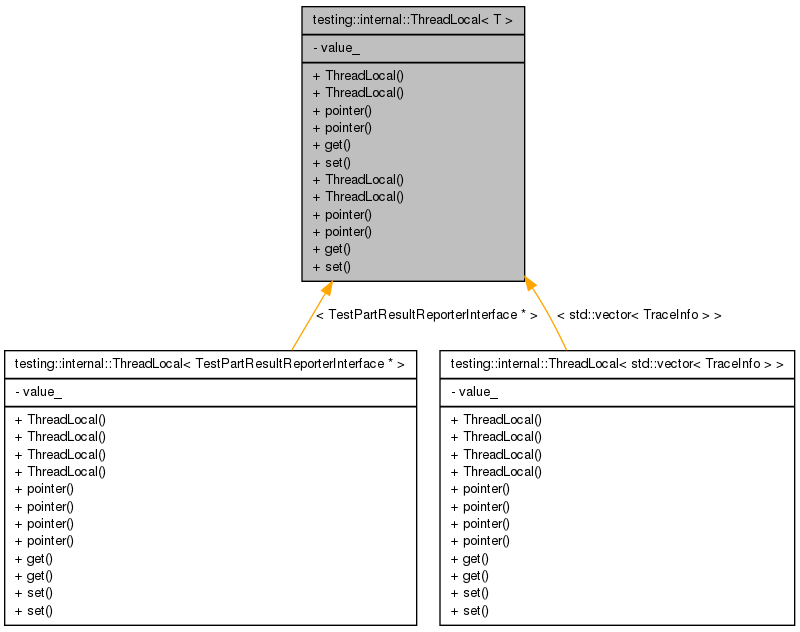 testing::internal::ThreadLocal< T >
- value_
+ ThreadLocal()
+ ThreadLocal()
+ pointer()
+ pointer()
+ get()
+ set()
+ ThreadLocal()
+ ThreadLocal()
+ pointer()
+ pointer()
+ get()
+ set()
< TestPartResultReporterInterface * >
< std::vector< TraceInfo > >
testing::internal::ThreadLocal< TestPartResultReporterInterface * >
- value_
+ ThreadLocal()
+ ThreadLocal()
+ ThreadLocal()
+ ThreadLocal()
+ pointer()
+ pointer()
+ pointer()
+ pointer()
+ get()
+ get()
+ set()
+ set()
testing::internal::ThreadLocal< std::vector< TraceInfo > >
- value_
+ ThreadLocal()
+ ThreadLocal()
+ ThreadLocal()
+ ThreadLocal()
+ pointer()
+ pointer()
+ pointer()
+ pointer()
+ get()
+ get()
+ set()
+ set()